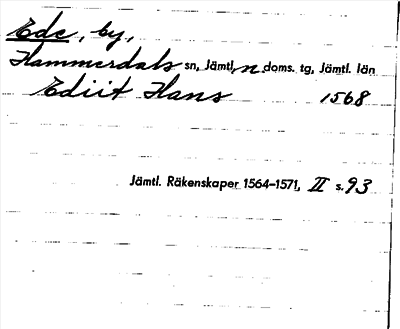 Ede, by,
Hammerdals sn, Jämtl. n. doms. tg, Jämtl. län
Ediit Hans 1568
Jämtl. Räkenskaper 1564–1571, II s. 93